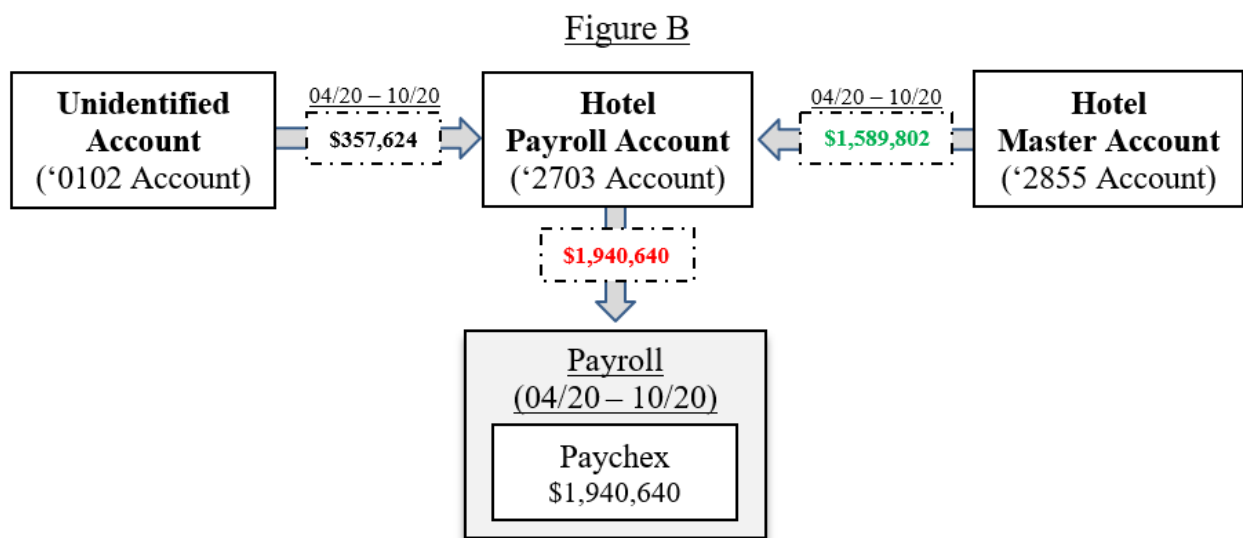 Figure B
Unidentified
Account
(‘0102 Account)
04/20 – 10/20
$357,624
Hotel
Payroll Account
(‘2703 Account)
04/20 – 10/20
$1,589,802
Hotel
Master Account
(‘2855 Account)
$1,940,640
Payroll
(04/20 – 10/20)
Paychex
$1,940,640